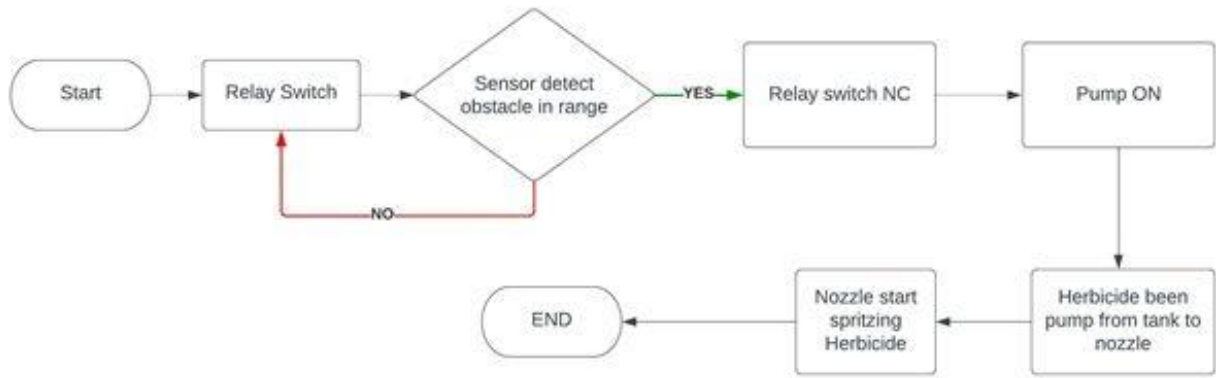 Start
Relay Switch
Sensor detect
obstacle in range
YES
Relay switch NC
Pump ON
NO
Herbicide been
pump from tank to
nozzle
Nozzle start
spritzing
Herbicide
END